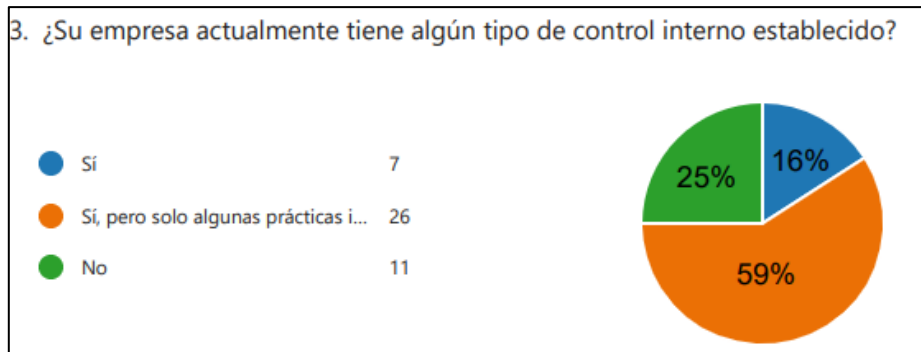 3. ¿Su empresa actualmente tiene algún tipo de control interno establecido?
Sí 7
Sí, pero solo algunas prácticas i... 26
No 11
16%
25%
59%